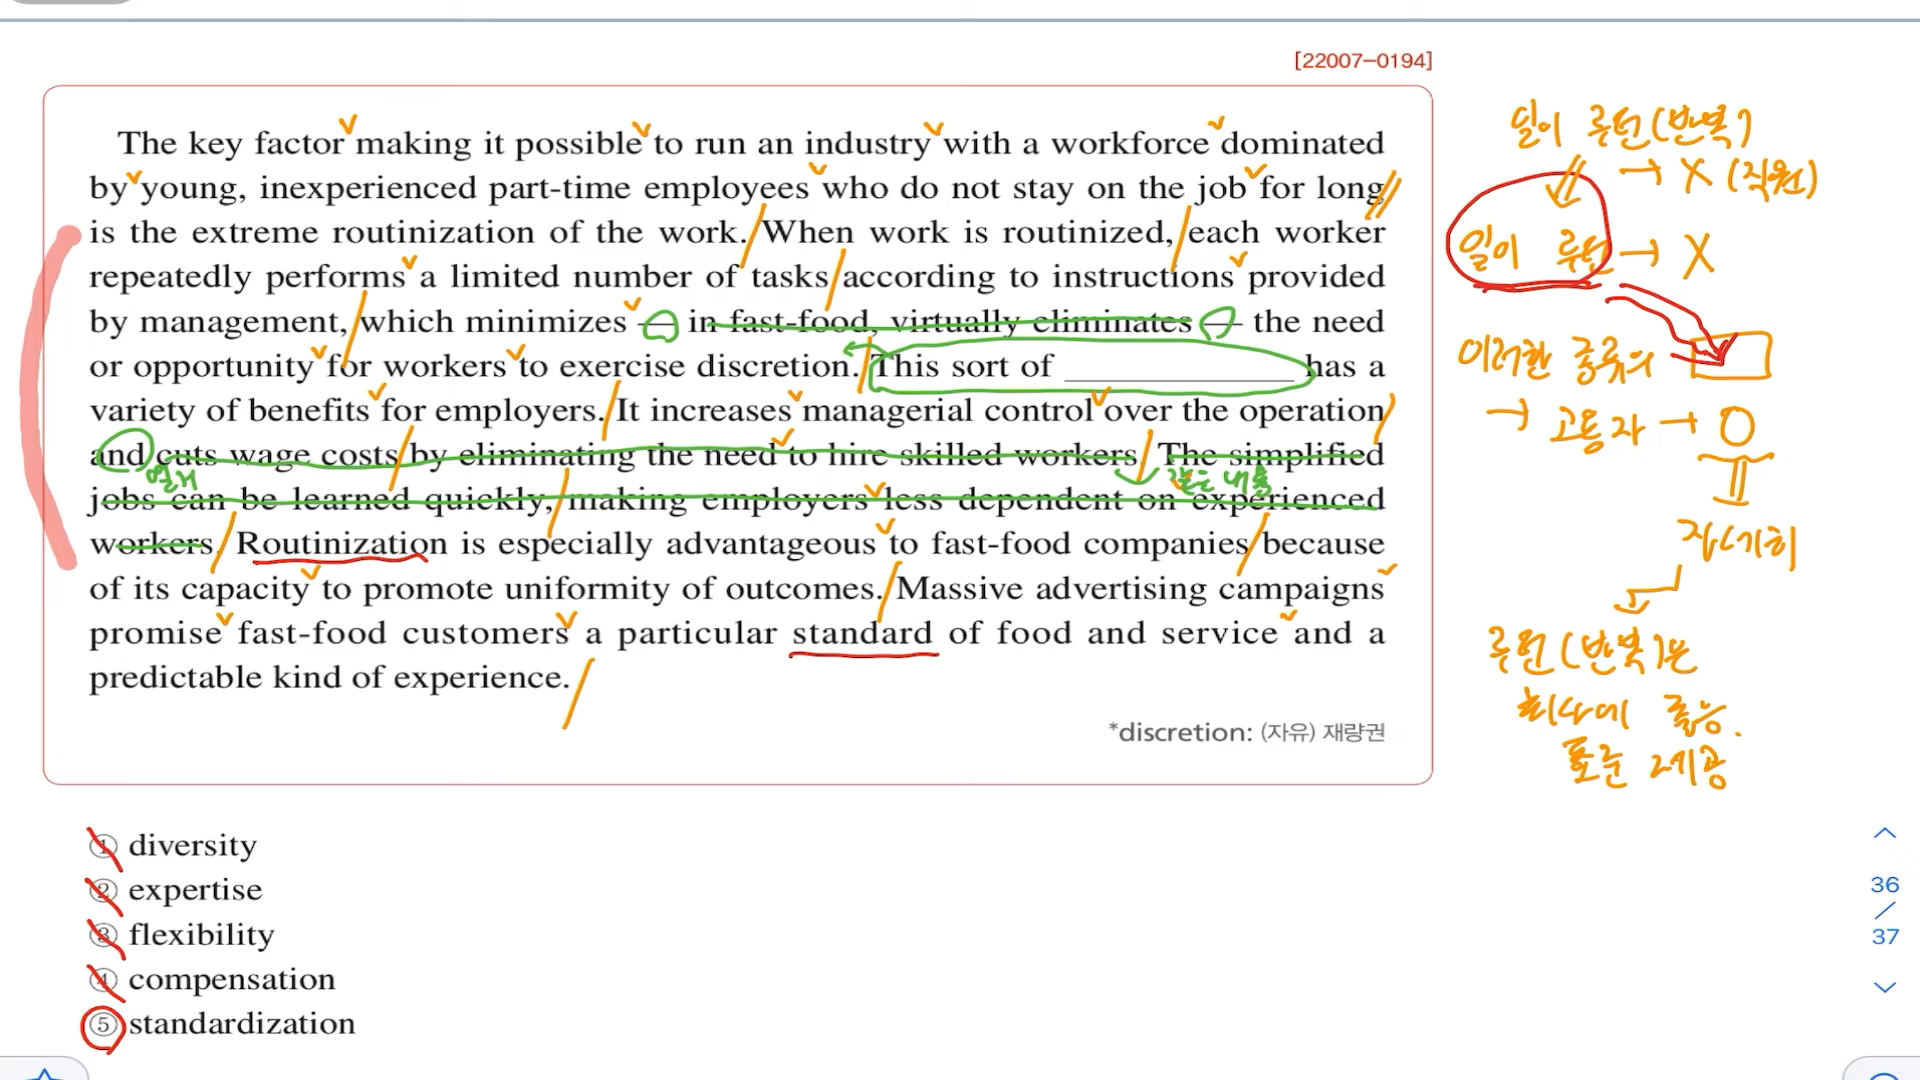 [22007-0194]
The key factor making it possible to run an industry with a workforce dominated
by young, inexperienced part-time employees who do not stay on the job for long
is the extreme routinization of the work. When work is routinized, each worker
repeatedly performs a limited number of tasks according to instructions provided
by management, which minimizes — in fast-food, virtually eliminates — the need
or opportunity for workers to exercise discretion. This sort of ____________ has a
variety of benefits for employers. It increases managerial control over the operation
and cuts wage costs by eliminating the need to hire skilled workers. The simplified
열거
같은 내용
jobs can be learned quickly, making employers less dependent on experienced
workers. Routinization is especially advantageous to fast-food companies because
of its capacity to promote uniformity of outcomes. Massive advertising campaigns
promise fast-food customers a particular standard of food and service and a
predictable kind of experience.
*discretion: (자유) 재량권
① diversity
② expertise
③ flexibility
④ compensation
⑤ standardization
일이 루틴(반복)
→ X (직원)
일이 루틴 → X
이러한 종류의
→ 고용자 → O
자세히
루틴(반복)은
회사에 좋음.
표준 제공
36
/
37